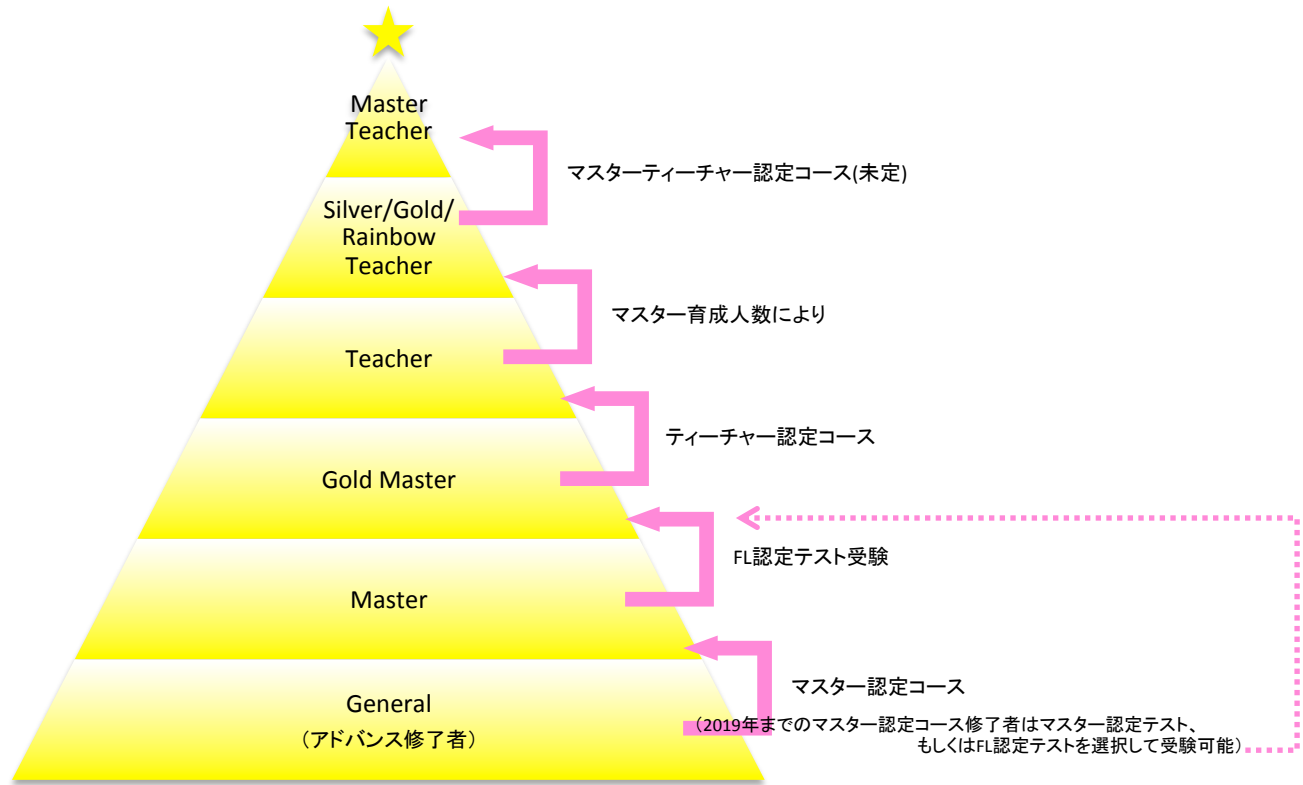 Master
Teacher
マスターティーチャー認定コース(未定)
Silver/Gold/
Rainbow
Teacher
マスター育成人数により
Teacher
ティーチャー認定コース
Gold Master
FL認定テスト受験
Master
マスター認定コース
General
（アドバンス修了者）
（2019年までのマスター認定コース修了者はマスター認定テスト、
もしくはFL認定テストを選択して受験可能）